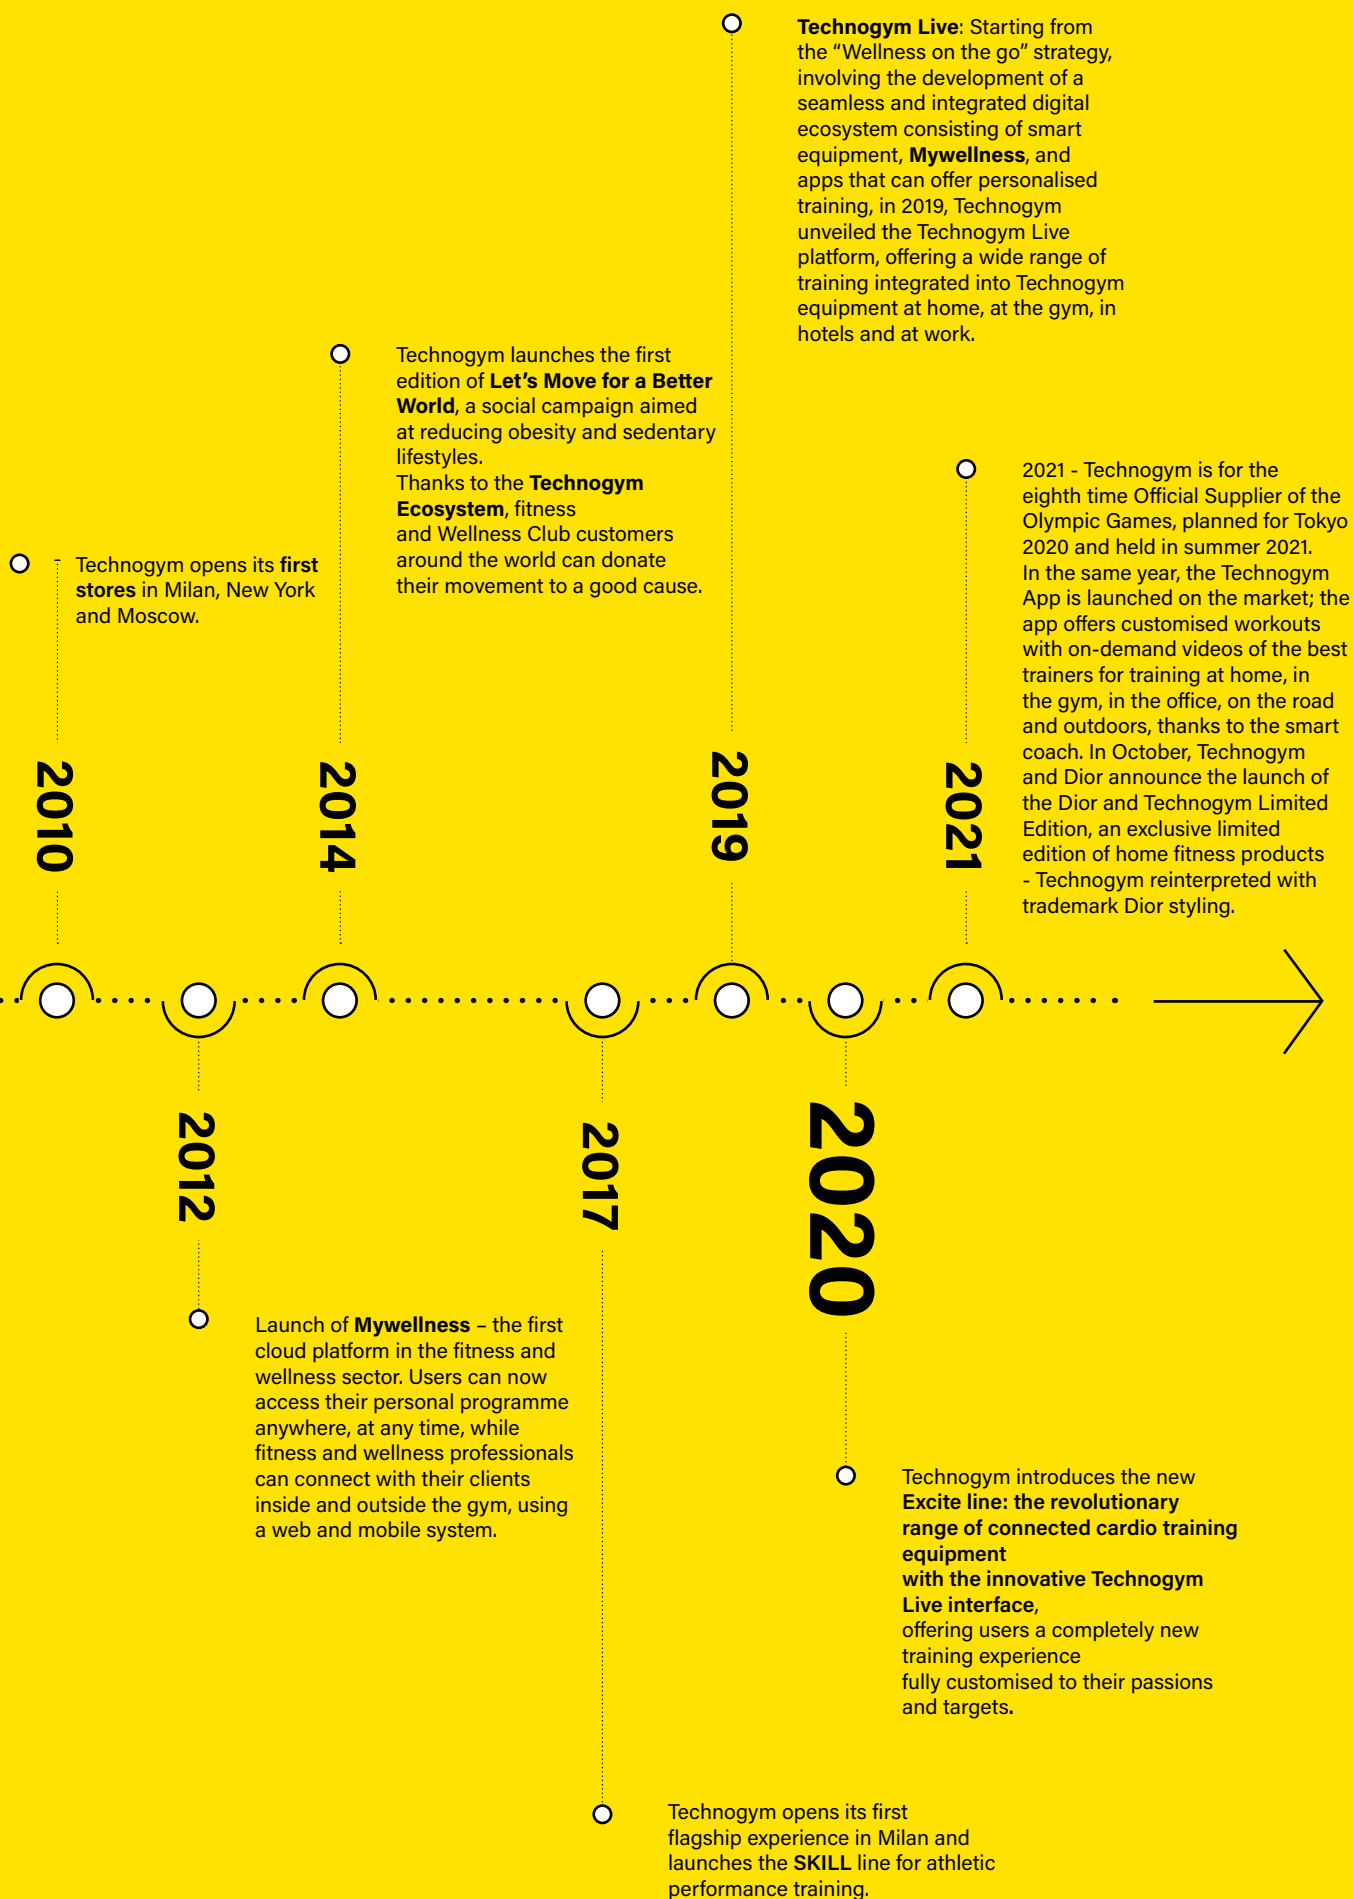 Technogym Live: Starting from
the “Wellness on the go” strategy,
involving the development of a
seamless and integrated digital
ecosystem consisting of smart
equipment, Mywellness, and
apps that can offer personalised
training, in 2019, Technogym
unveiled the Technogym Live
platform, offering a wide range of
training integrated into Technogym
equipment at home, at the gym, in
hotels and at work.
Technogym launches the first
edition of Let’s Move for a Better
World, a social campaign aimed
at reducing obesity and sedentary
lifestyles.
Thanks to the Technogym
Ecosystem, fitness
and Wellness Club customers
around the world can donate
their movement to a good cause.
2021 - Technogym is for the
eighth time Official Supplier of the
Olympic Games, planned for Tokyo
2020 and held in summer 2021.
In the same year, the Technogym
App is launched on the market; the
app offers customised workouts
with on-demand videos of the best
trainers for training at home, in
the gym, in the office, on the road
and outdoors, thanks to the smart
coach. In October, Technogym
and Dior announce the launch of
the Dior and Technogym Limited
Edition, an exclusive limited
edition of home fitness products
- Technogym reinterpreted with
trademark Dior styling.
Technogym opens its first
stores in Milan, New York
and Moscow.
2010
2014
2019
2021
2012
2017
2020
Launch of Mywellness – the first
cloud platform in the fitness and
wellness sector. Users can now
access their personal programme
anywhere, at any time, while
fitness and wellness professionals
can connect with their clients
inside and outside the gym, using
a web and mobile system.
Technogym introduces the new
Excite line: the revolutionary
range of connected cardio training
equipment
with the innovative Technogym
Live interface,
offering users a completely new
training experience
fully customised to their passions
and targets.
Technogym opens its first
flagship experience in Milan and
launches the SKILL line for athletic
performance training.